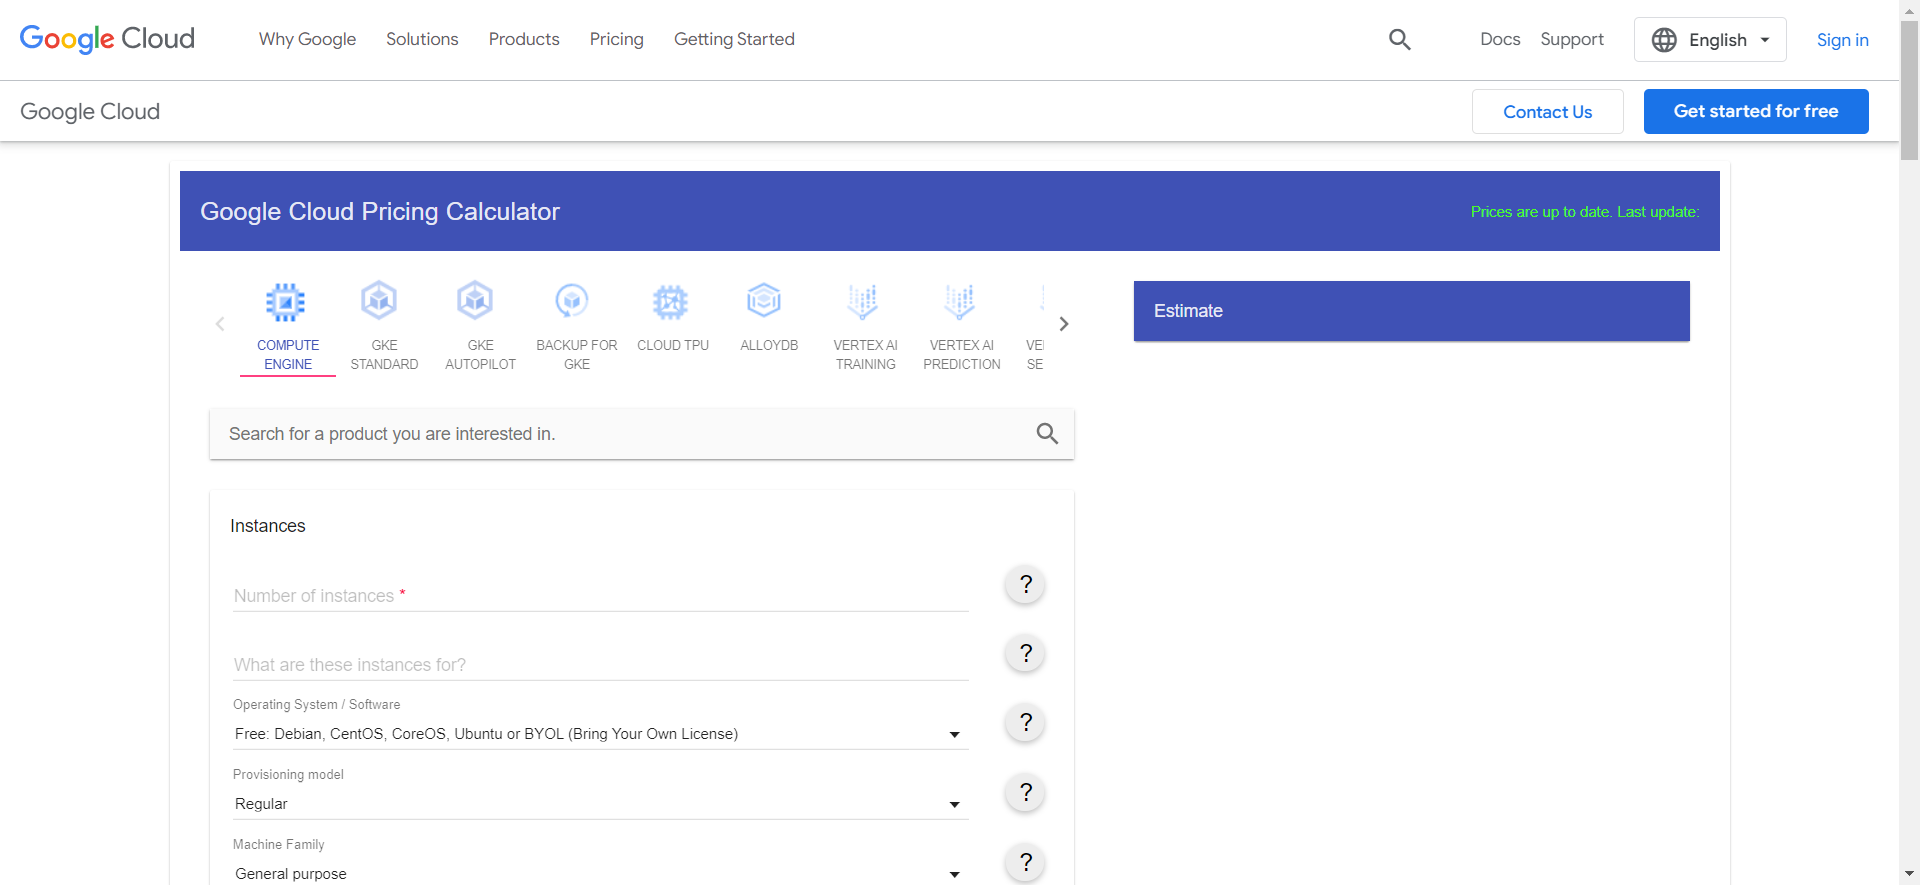 Google Cloud
Why Google
Solutions
Products
Pricing
Getting Started
Docs
Support
English
Sign in
Google Cloud
Contact Us
Get started for free
Google Cloud Pricing Calculator
Prices are up to date. Last update:
COMPUTE
ENGINE
GKE
STANDARD
GKE
AUTOPILOT
BACKUP FOR
GKE
CLOUD TPU
ALLOYDB
VERTEX AI
TRAINING
VERTEX AI
PREDICTION
VE
SE
Estimate
Search for a product you are interested in.
Instances
Number of instances *
?
What are these instances for?
?
Operating System / Software
Free: Debian, CentOS, CoreOS, Ubuntu or BYOL (Bring Your Own License)
?
Provisioning model
Regular
?
Machine Family
General purpose
?